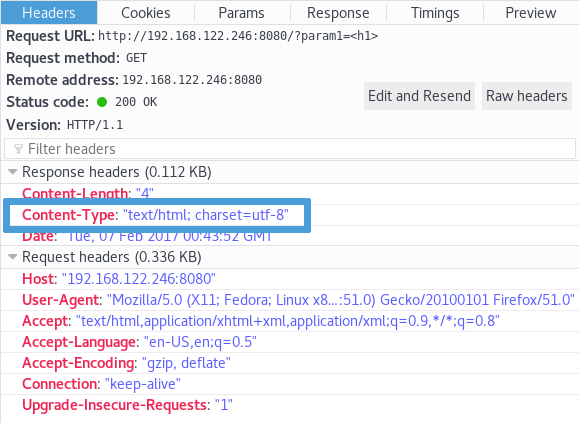 Headers Cookies Params Response Timings Preview
Request URL: http://192.168.122.246:8080/?param1=<h1>
Request method: GET
Remote address: 192.168.122.246:8080
Status code: 200 OK
Edit and Resend Raw headers
Version: HTTP/1.1
Filter headers
Response headers (0.112 KB)
Content-Length: "4"
Content-Type: "text/html; charset=utf-8"
Date: "Tue, 07 Feb 2017 00:43:52 GMT"
Request headers (0.336 KB)
Host: "192.168.122.246:8080"
User-Agent: "Mozilla/5.0 (X11; Fedora; Linux x8...:51.0) Gecko/20100101 Firefox/51.0"
Accept: "text/html,application/xhtml+xml,application/xml;q=0.9,*/*;q=0.8"
Accept-Language: "en-US,en;q=0.5"
Accept-Encoding: "gzip, deflate"
Connection: "keep-alive"
Upgrade-Insecure-Requests: "1"